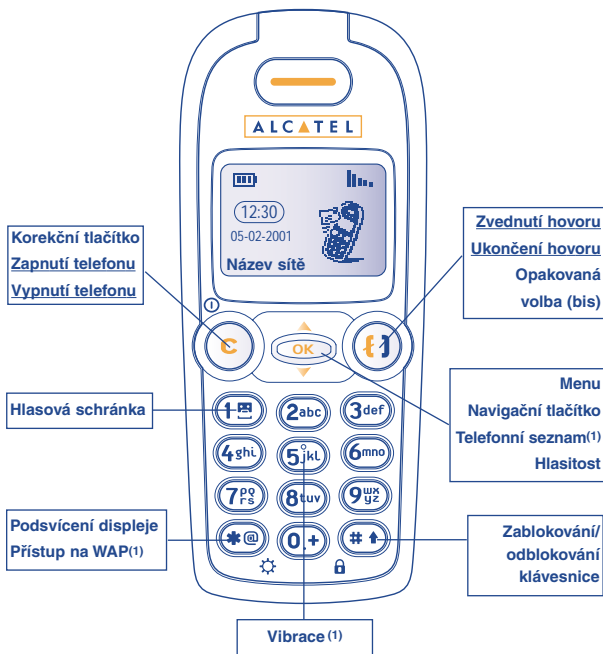 ALCATEL
12:30
05-02-2001
Název sítě
Korekční tlačítko
Zapnutí telefonu
Vypnutí telefonu
Zvednutí hovoru
Ukončení hovoru
Opakovaná
volba (bis)
C
OK
Menu
Navigační tlačítko
Telefonní seznam(1)
Hlasitost
Hlasová schránka
1
2abc
3def
4ghi
5jkl
6mno
7pqrs
8tuv
9wxyz
Podsvícení displeje
Přístup na WAP(1)
*@
0.+
#
Zablokování/
odblokování
klávesnice
Vibrace (1)